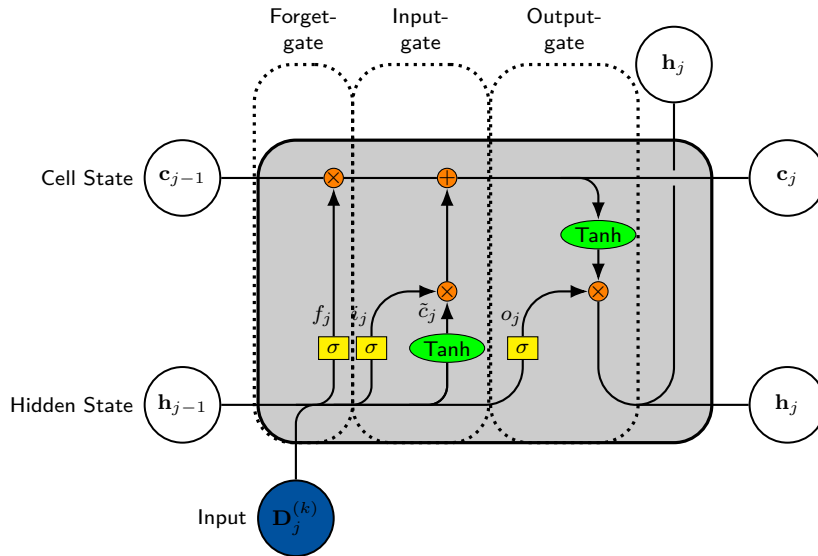 Forget-
gate
Input-
gate
Output-
gate
h_j
Cell State
c_{j−1}
×
+
c_j
Tanh
×
×
f_j
i_j
c̃_j
o_j
σ
σ
Tanh
σ
Hidden State
h_{j−1}
h_j
Input
D_j^{(k)}